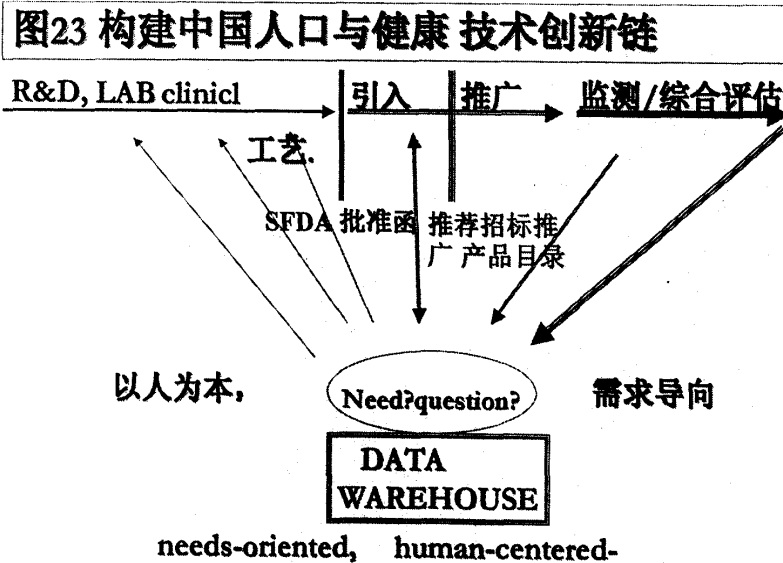 图23 构建中国人口与健康 技术创新链
R&D, LAB clinicl 引入 推广 监测/综合评估
工艺.
SFDA 批准函 推荐招标推
广 产品目录
以人为本, Need?question? 需求导向
DATA
WAREHOUSE
needs-oriented, human-centered-